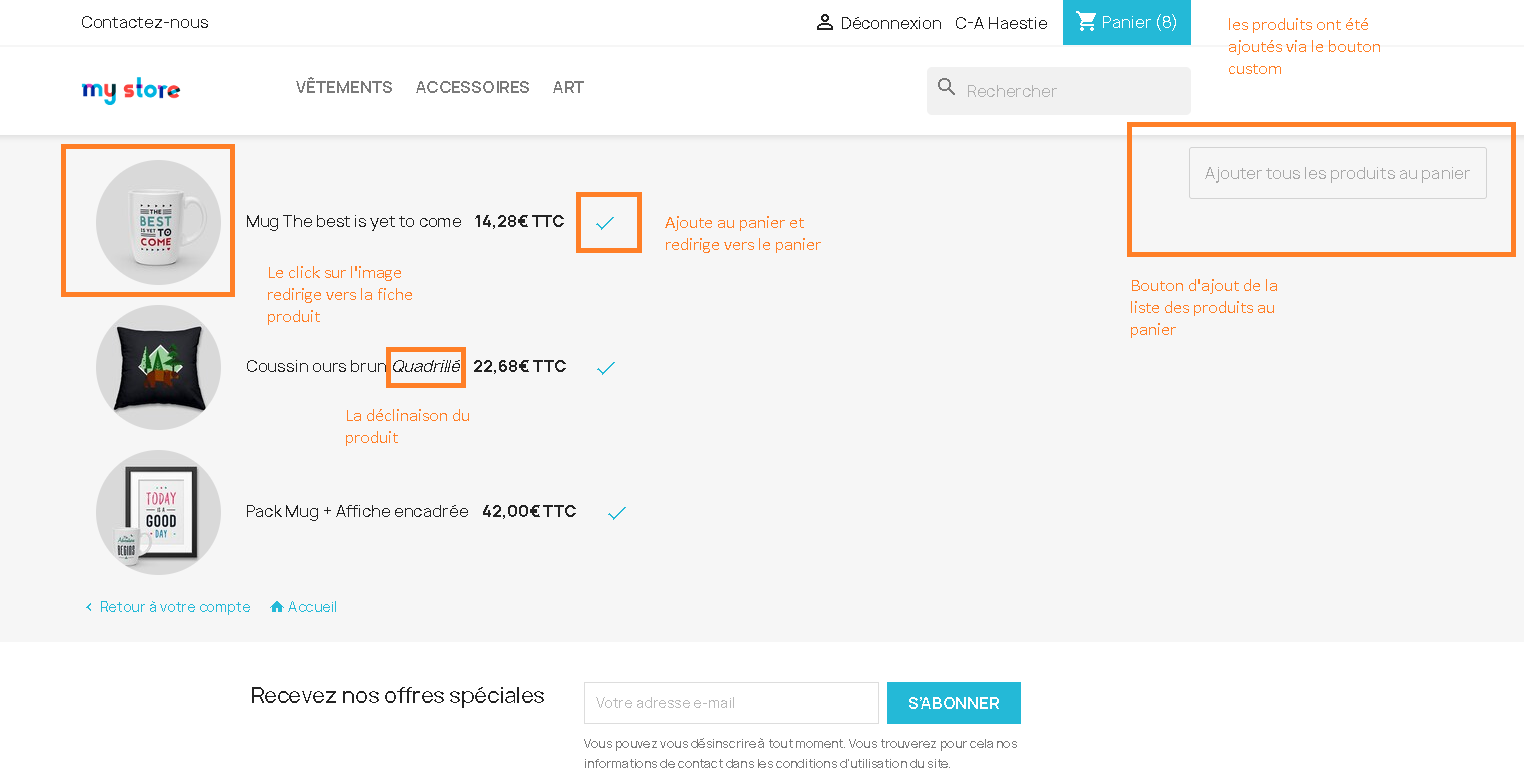 Contactez-nous
Déconnexion C-A Haestie Panier (8)
les produits ont été
ajoutés via le bouton
custom
my store
VÊTEMENTS ACCESSOIRES ART
Rechercher
Ajouter tous les produits au panier
THE
BEST
IS YET TO
COME
Mug The best is yet to come 14,28€ TTC
Ajoute au panier et
redirige vers le panier
Le click sur l'image
redirige vers la fiche
produit
Bouton d'ajout de la
liste des produits au
panier
Coussin ours brun Quadrillé 22,68€ TTC
La déclinaison du
produit
TODAY
IS A
GOOD
DAY
BEGINS
Pack Mug + Affiche encadrée 42,00€ TTC
Retour à votre compte Accueil
Recevez nos offres spéciales
Votre adresse e-mail
S'ABONNER
Vous pouvez vous désinscrire à tout moment. Vous trouverez pour cela nos
informations de contact dans les conditions d'utilisation du site.